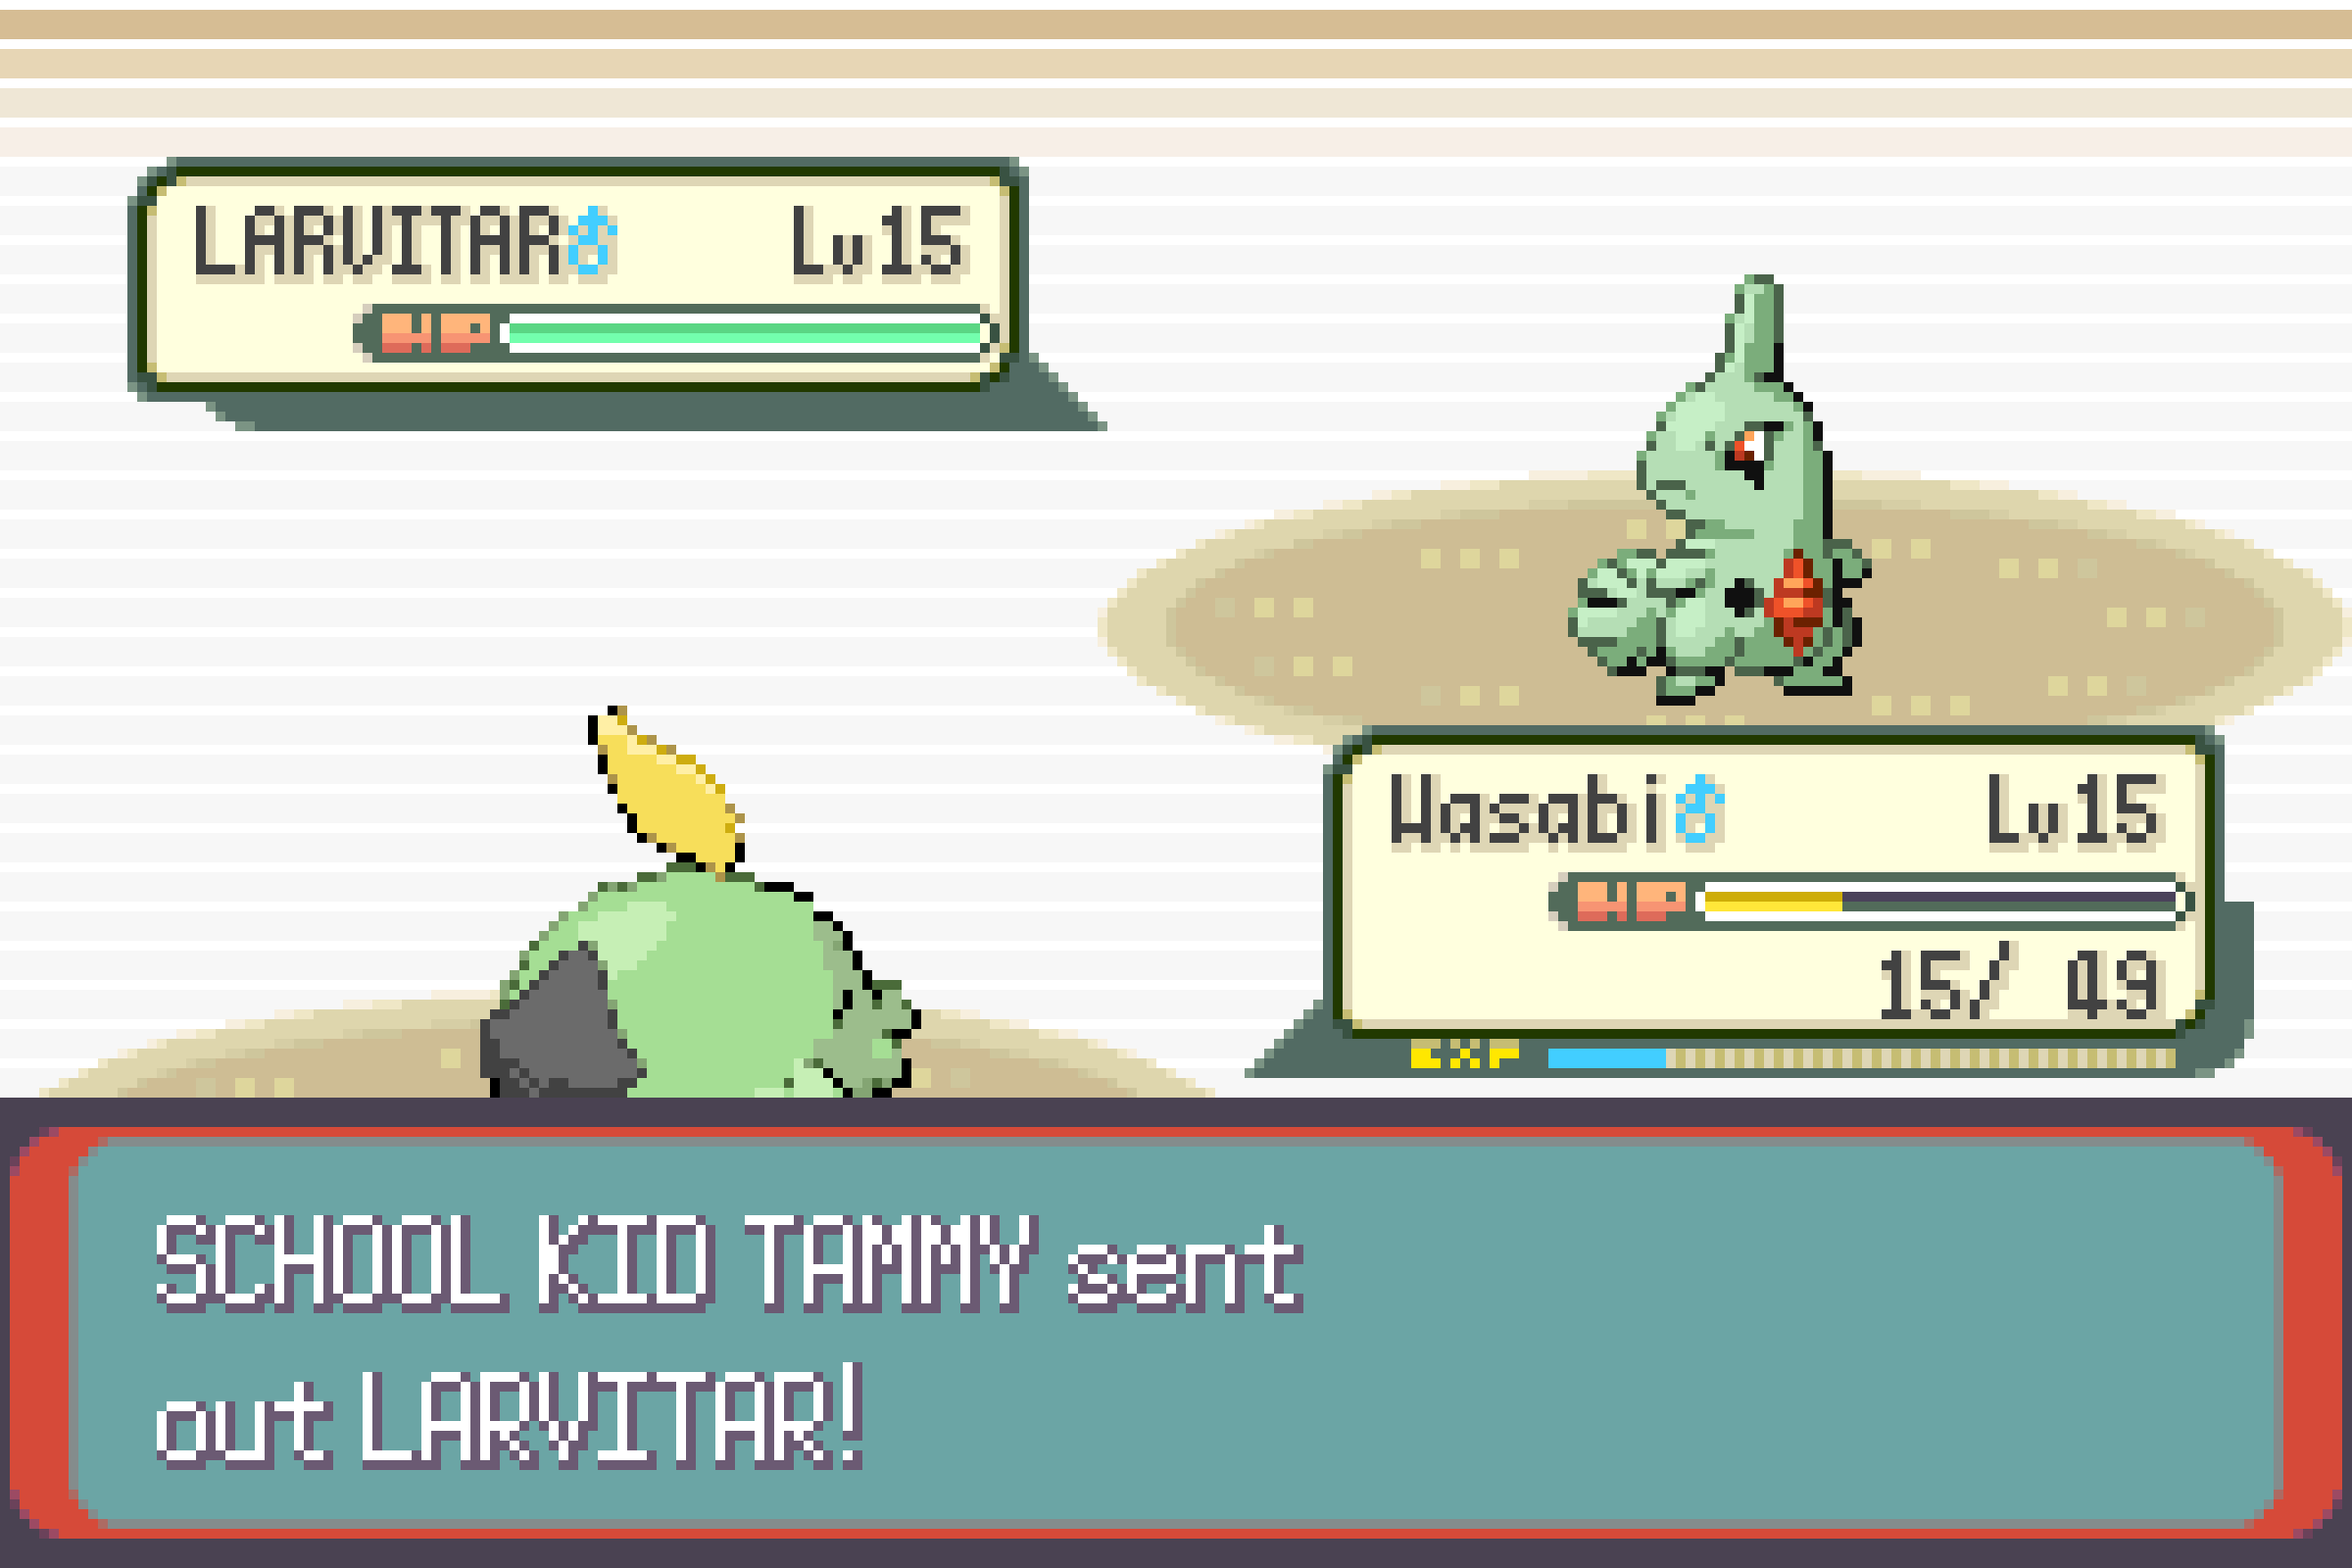 LARVITAR♂ Lv15
HP
Wasabi♂ Lv15
HP
15/ 49
EXP
SCHOOL KID TAMMY sent
out LARVITAR!